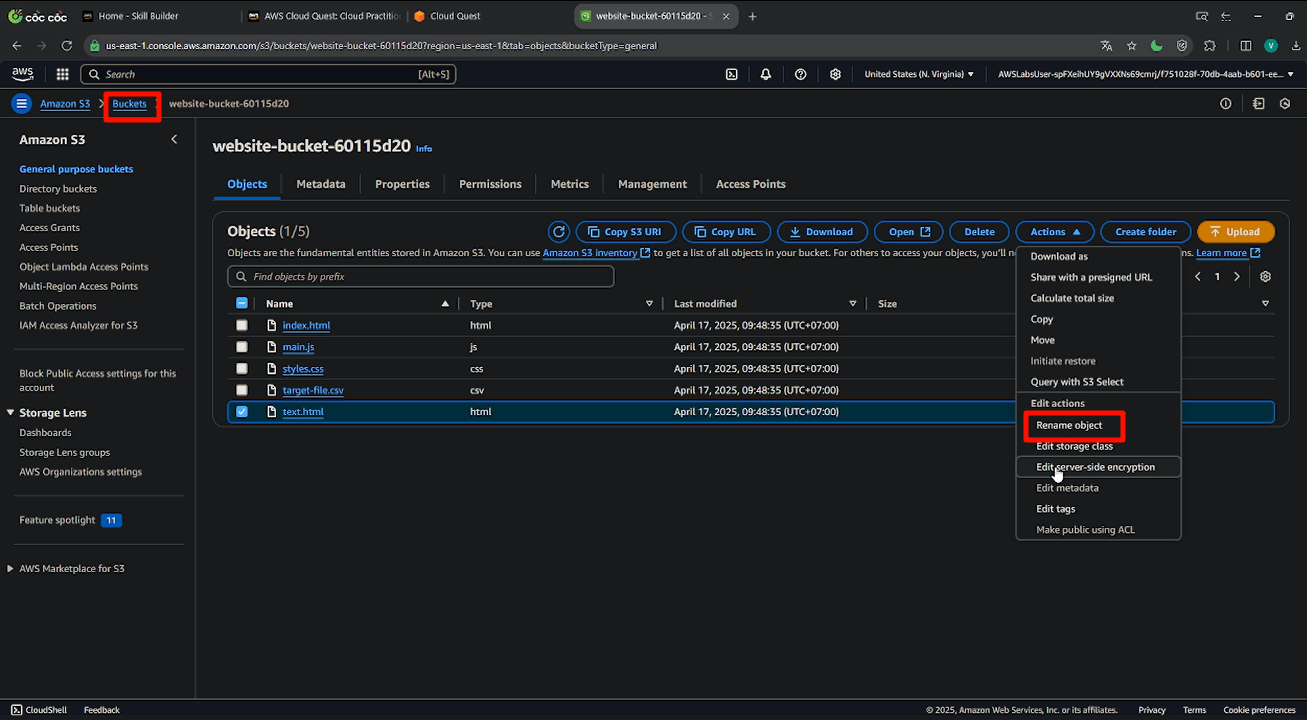 cốc cốc Home - Skill Builder AWS Cloud Quest: Cloud Practitio Cloud Quest website-bucket-60115d20 - S
us-east-1.console.aws.amazon.com/s3/buckets/website-bucket-60115d20?region=us-east-1&tab=objects&bucketType=general V
aws Search [Alt+S] United States (N. Virginia) AWSLabsUser-spFXeihUY9gVXXNs69cmrj/f751028f-70db-4aab-b601-ee...
Amazon S3 Buckets website-bucket-60115d20
Amazon S3
General purpose buckets
Directory buckets
Table buckets
Access Grants
Access Points
Object Lambda Access Points
Multi-Region Access Points
Batch Operations
IAM Access Analyzer for S3
Block Public Access settings for this
account
Storage Lens
Dashboards
Storage Lens groups
AWS Organizations settings
Feature spotlight 11
AWS Marketplace for S3
website-bucket-60115d20 Info
Objects Metadata Properties Permissions Metrics Management Access Points
Objects (1/5) Copy S3 URI Copy URL Download Open Delete Actions Create folder Upload
Objects are the fundamental entities stored in Amazon S3. You can use Amazon S3 inventory to get a list of all objects in your bucket. For others to access your objects, you'll n ns. Learn more
Find objects by prefix 1
Name Type Last modified Size
index.html html April 17, 2025, 09:48:35 (UTC+07:00)
main.js js April 17, 2025, 09:48:35 (UTC+07:00)
styles.css css April 17, 2025, 09:48:35 (UTC+07:00)
target-file.csv csv April 17, 2025, 09:48:35 (UTC+07:00)
text.html html April 17, 2025, 09:48:35 (UTC+07:00)
Download as
Share with a presigned URL
Calculate total size
Copy
Move
Initiate restore
Query with S3 Select
Edit actions
Rename object
Edit storage class
Edit server-side encryption
Edit metadata
Edit tags
Make public using ACL
CloudShell Feedback © 2025, Amazon Web Services, Inc. or its affiliates. Privacy Terms Cookie preferences